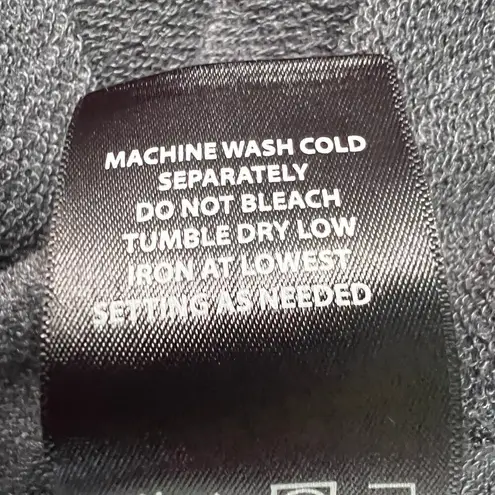 MACHINE WASH COLD
SEPARATELY
DO NOT BLEACH
TUMBLE DRY LOW
IRON AT LOWEST
SETTING AS NEEDED